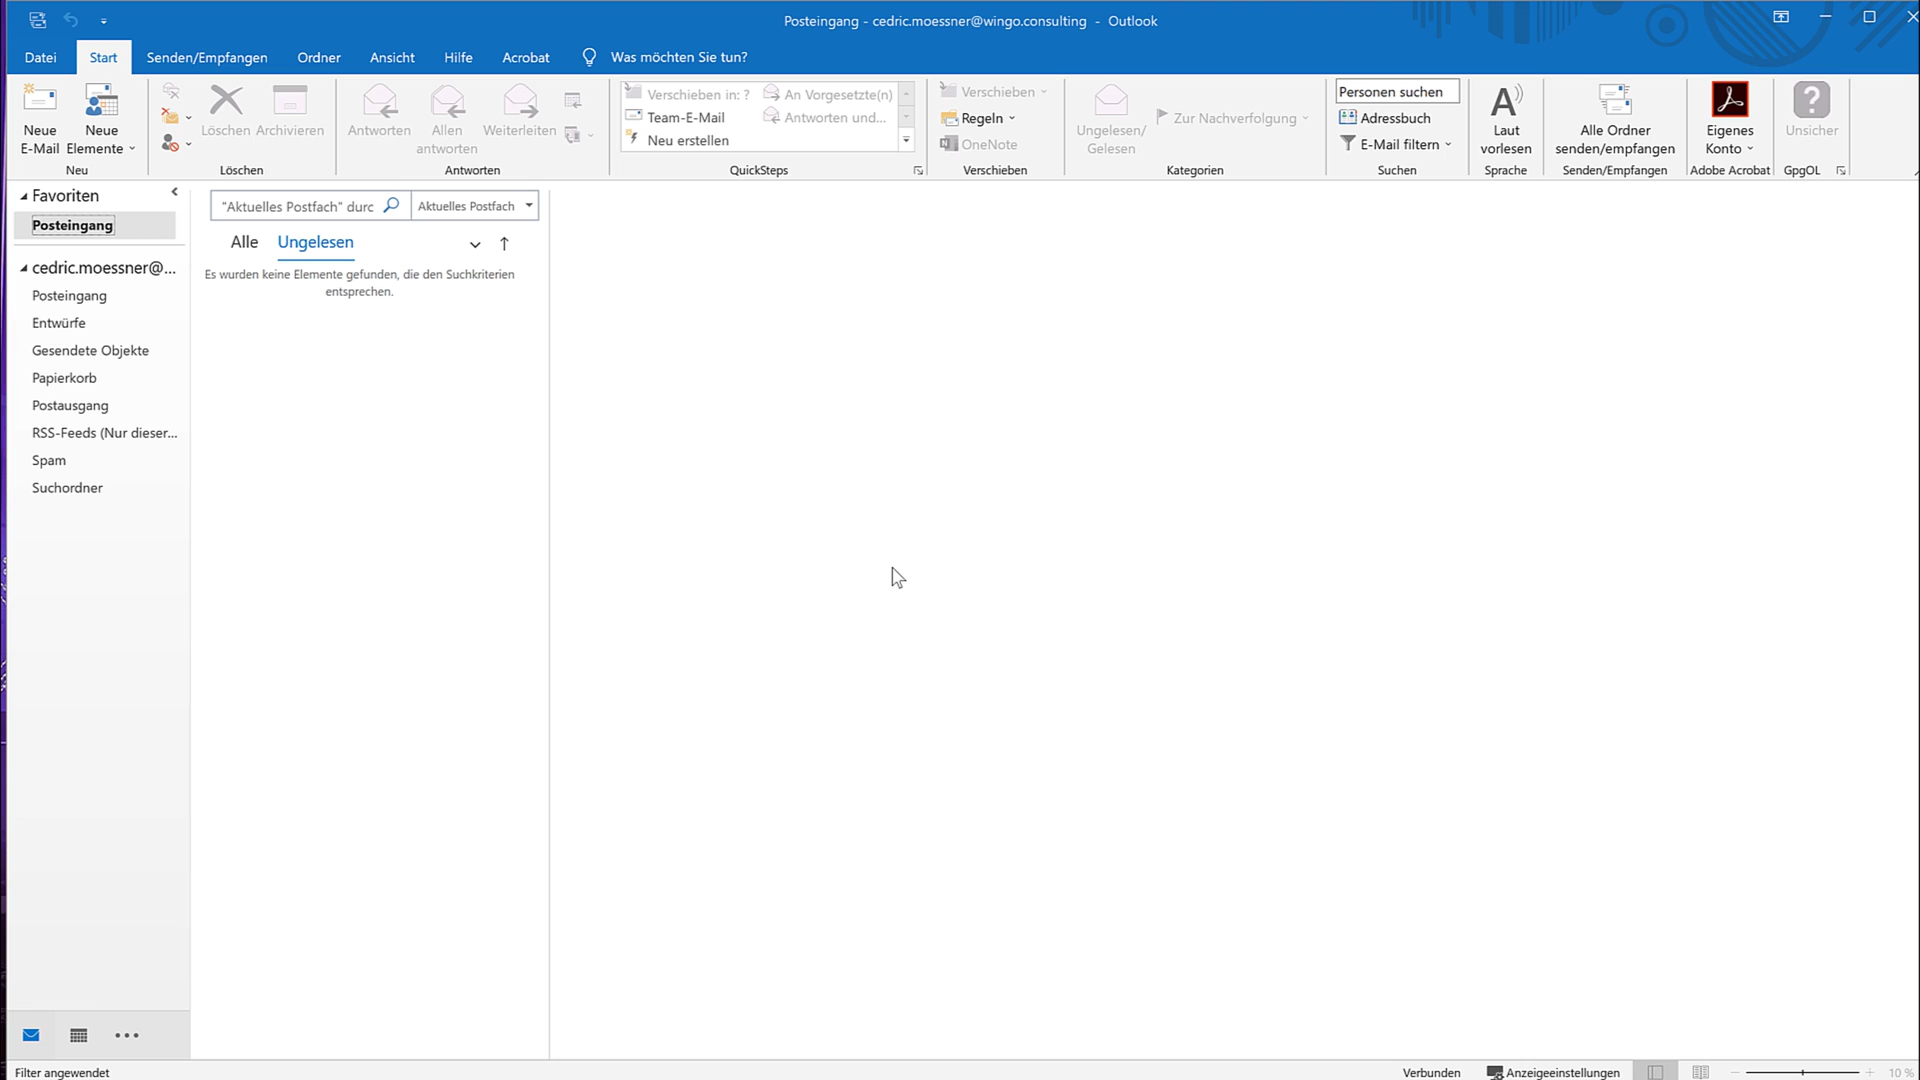 Posteingang - cedric.moessner@wingo.consulting - Outlook
Datei Start Senden/Empfangen Ordner Ansicht Hilfe Acrobat Was möchten Sie tun?
Neue E-Mail
Neue Elemente
Neu
Löschen
Archivieren
Löschen
Antworten
Allen antworten
Weiterleiten
Antworten
Verschieben in: ?
An Vorgesetzte(n)
Team-E-Mail
Antworten und...
Neu erstellen
QuickSteps
Verschieben
Regeln
OneNote
Verschieben
Ungelesen/
Gelesen
Zur Nachverfolgung
Kategorien
Personen suchen
Adressbuch
E-Mail filtern
Suchen
Laut
vorlesen
Sprache
Alle Ordner
senden/empfangen
Senden/Empfangen
Eigenes
Konto
Adobe Acrobat
Unsicher
GpgOL
Favoriten
Posteingang
cedric.moessner@...
Posteingang
Entwürfe
Gesendete Objekte
Papierkorb
Postausgang
RSS-Feeds (Nur dieser...
Spam
Suchordner
"Aktuelles Postfach" durc
Aktuelles Postfach
Alle Ungelesen
Es wurden keine Elemente gefunden, die den Suchkriterien
entsprechen.
Filter angewendet
Verbunden
Anzeigeeinstellungen
10 %